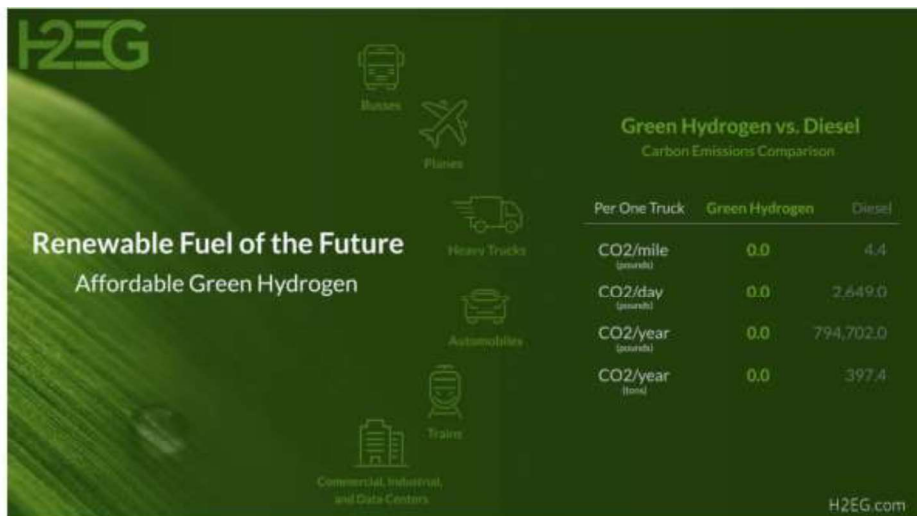 H2EG
Busses
Planes
Heavy Trucks
Automobiles
Trains
Commercial, Industrial,
and Data Centers
Renewable Fuel of the Future
Affordable Green Hydrogen
Green Hydrogen vs. Diesel
Carbon Emissions Comparison
Per One Truck Green Hydrogen Diesel
CO2/mile 0.0 4.4
(pounds)
CO2/day 0.0 2,649.0
(pounds)
CO2/year 0.0 794,702.0
(pounds)
CO2/year 0.0 397.4
(tons)
H2EG.com